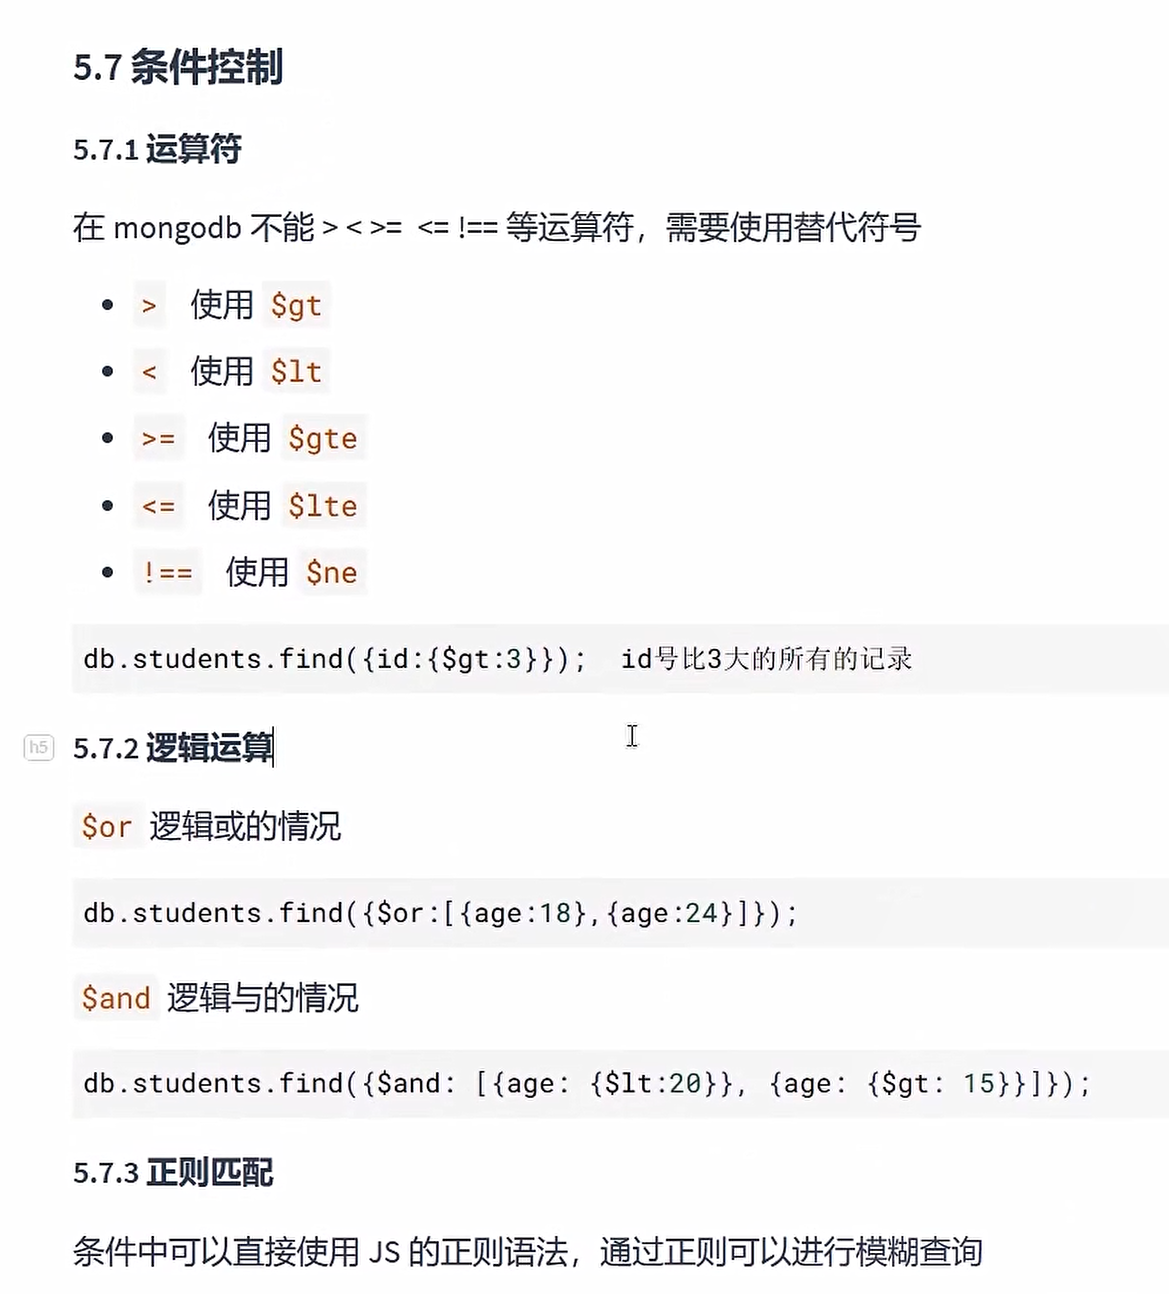 5.7 条件控制
5.7.1 运算符
在 mongodb 不能 > < >= <= !== 等运算符，需要使用替代符号
> 使用 $gt
< 使用 $lt
>= 使用 $gte
<= 使用 $lte
!== 使用 $ne
db.students.find({id:{$gt:3}}); id号比3大的所有的记录
h5 5.7.2 逻辑运算
$or 逻辑或的情况
db.students.find({$or:[{age:18},{age:24}]});
$and 逻辑与的情况
db.students.find({$and: [{age: {$lt:20}}, {age: {$gt: 15}}]});
5.7.3 正则匹配
条件中可以直接使用 JS 的正则语法，通过正则可以进行模糊查询